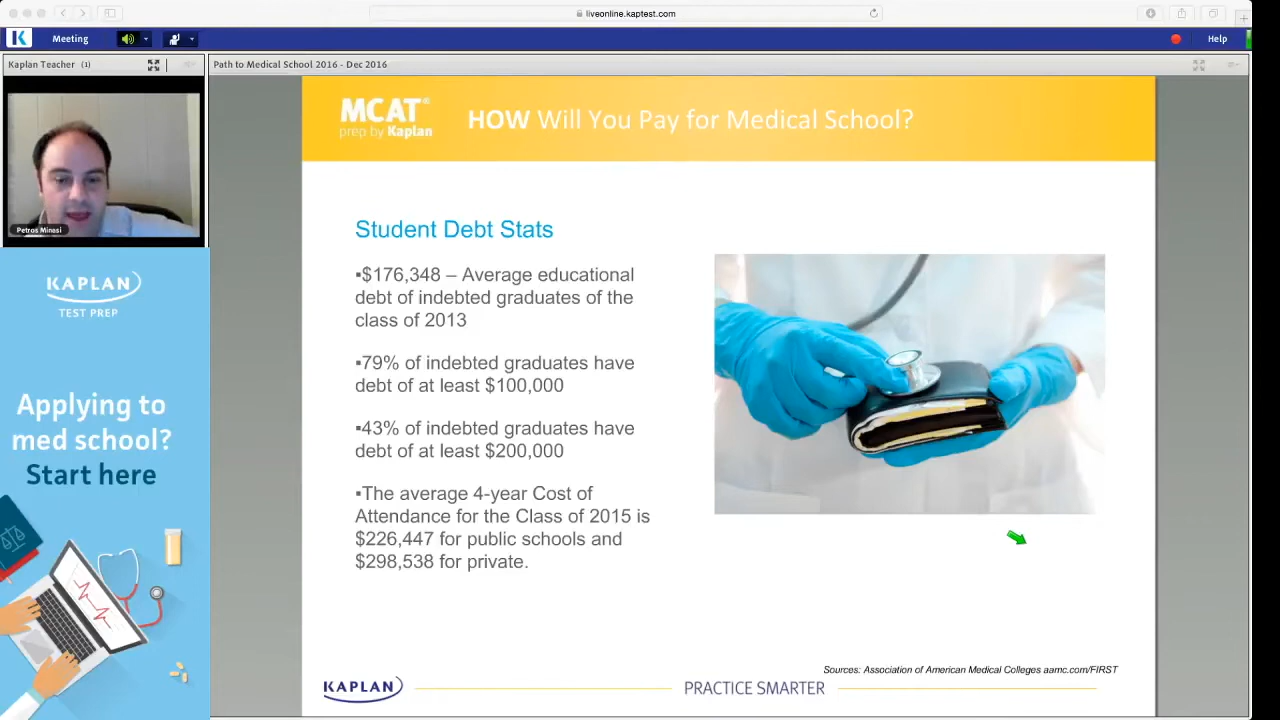 liveonline.kaptest.com
K
Meeting
Help
Kaplan Teacher (1)
Path to Medical School 2016 - Dec 2016
Petros Minasi
MCAT®
prep by Kaplan
HOW Will You Pay for Medical School?
KAPLAN
TEST PREP
Applying to
med school?
Start here
Student Debt Stats
▪$176,348 – Average educational
debt of indebted graduates of the
class of 2013
▪79% of indebted graduates have
debt of at least $100,000
▪43% of indebted graduates have
debt of at least $200,000
▪The average 4-year Cost of
Attendance for the Class of 2015 is
$226,447 for public schools and
$298,538 for private.
Sources: Association of American Medical Colleges aamc.com/FIRST
KAPLAN
PRACTICE SMARTER